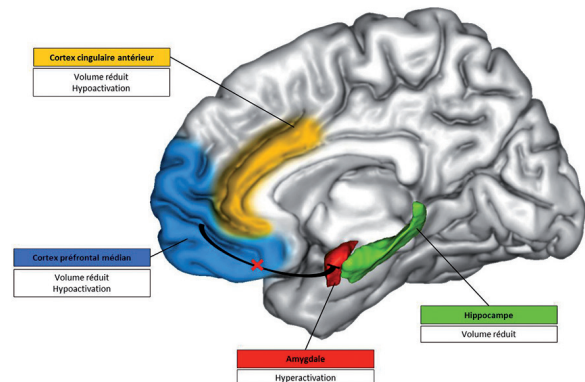 Cortex cingulaire antérieur
Volume réduit
Hypoactivation
Cortex préfrontal médian
Volume réduit
Hypoactivation
Hippocampe
Volume réduit
Amygdale
Hyperactivation